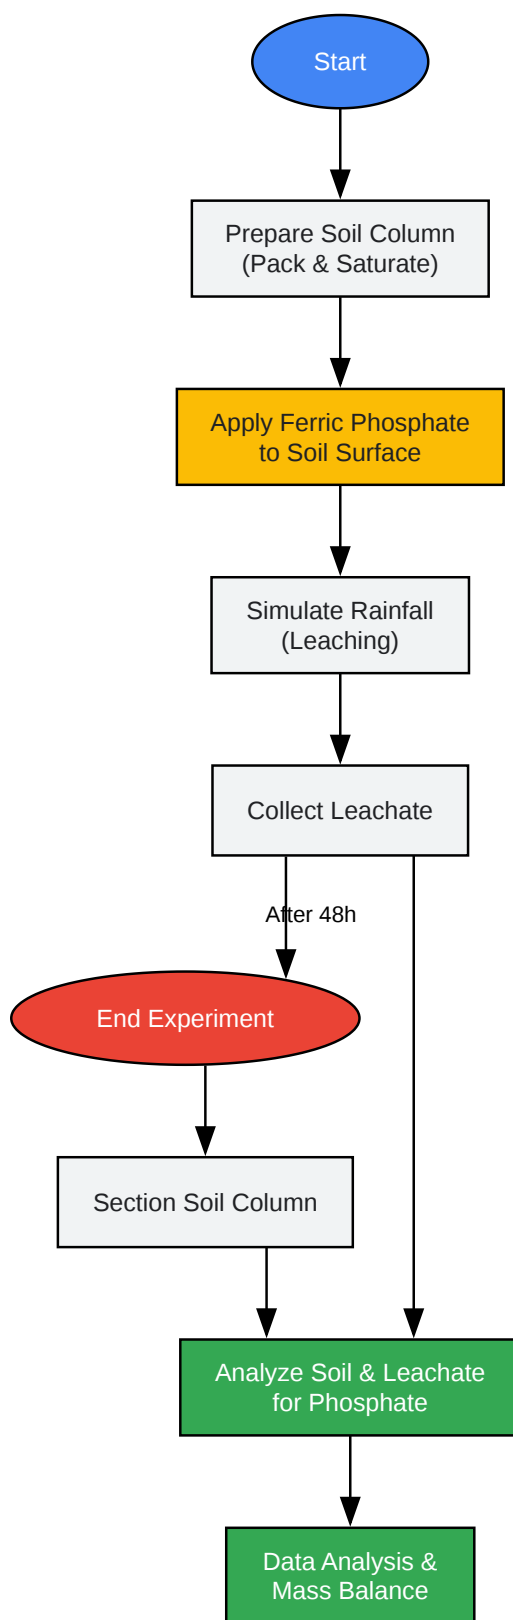 Start
Prepare Soil Column
(Pack & Saturate)
Apply Ferric Phosphate
to Soil Surface
Simulate Rainfall
(Leaching)
Collect Leachate
After 48h
End Experiment
Section Soil Column
Analyze Soil & Leachate
for Phosphate
Data Analysis &
Mass Balance